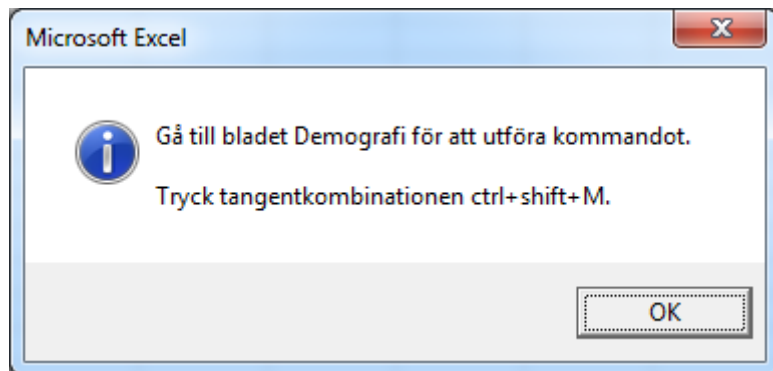 Microsoft Excel
Gå till bladet Demografi för att utföra kommandot.
Tryck tangentkombinationen ctrl+shift+M.
OK